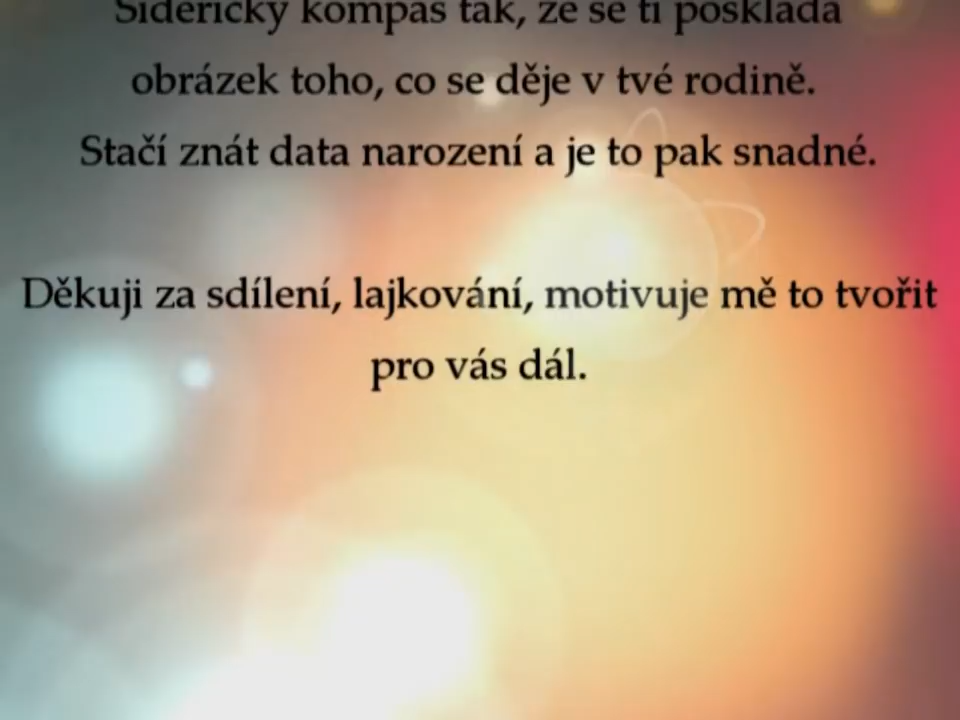 Siderický kompas tak, že se ti poskládá
obrázek toho, co se děje v tvé rodině.
Stačí znát data narození a je to pak snadné.
Děkuji za sdílení, lajkování, motivuje mě to tvořit
pro vás dál.